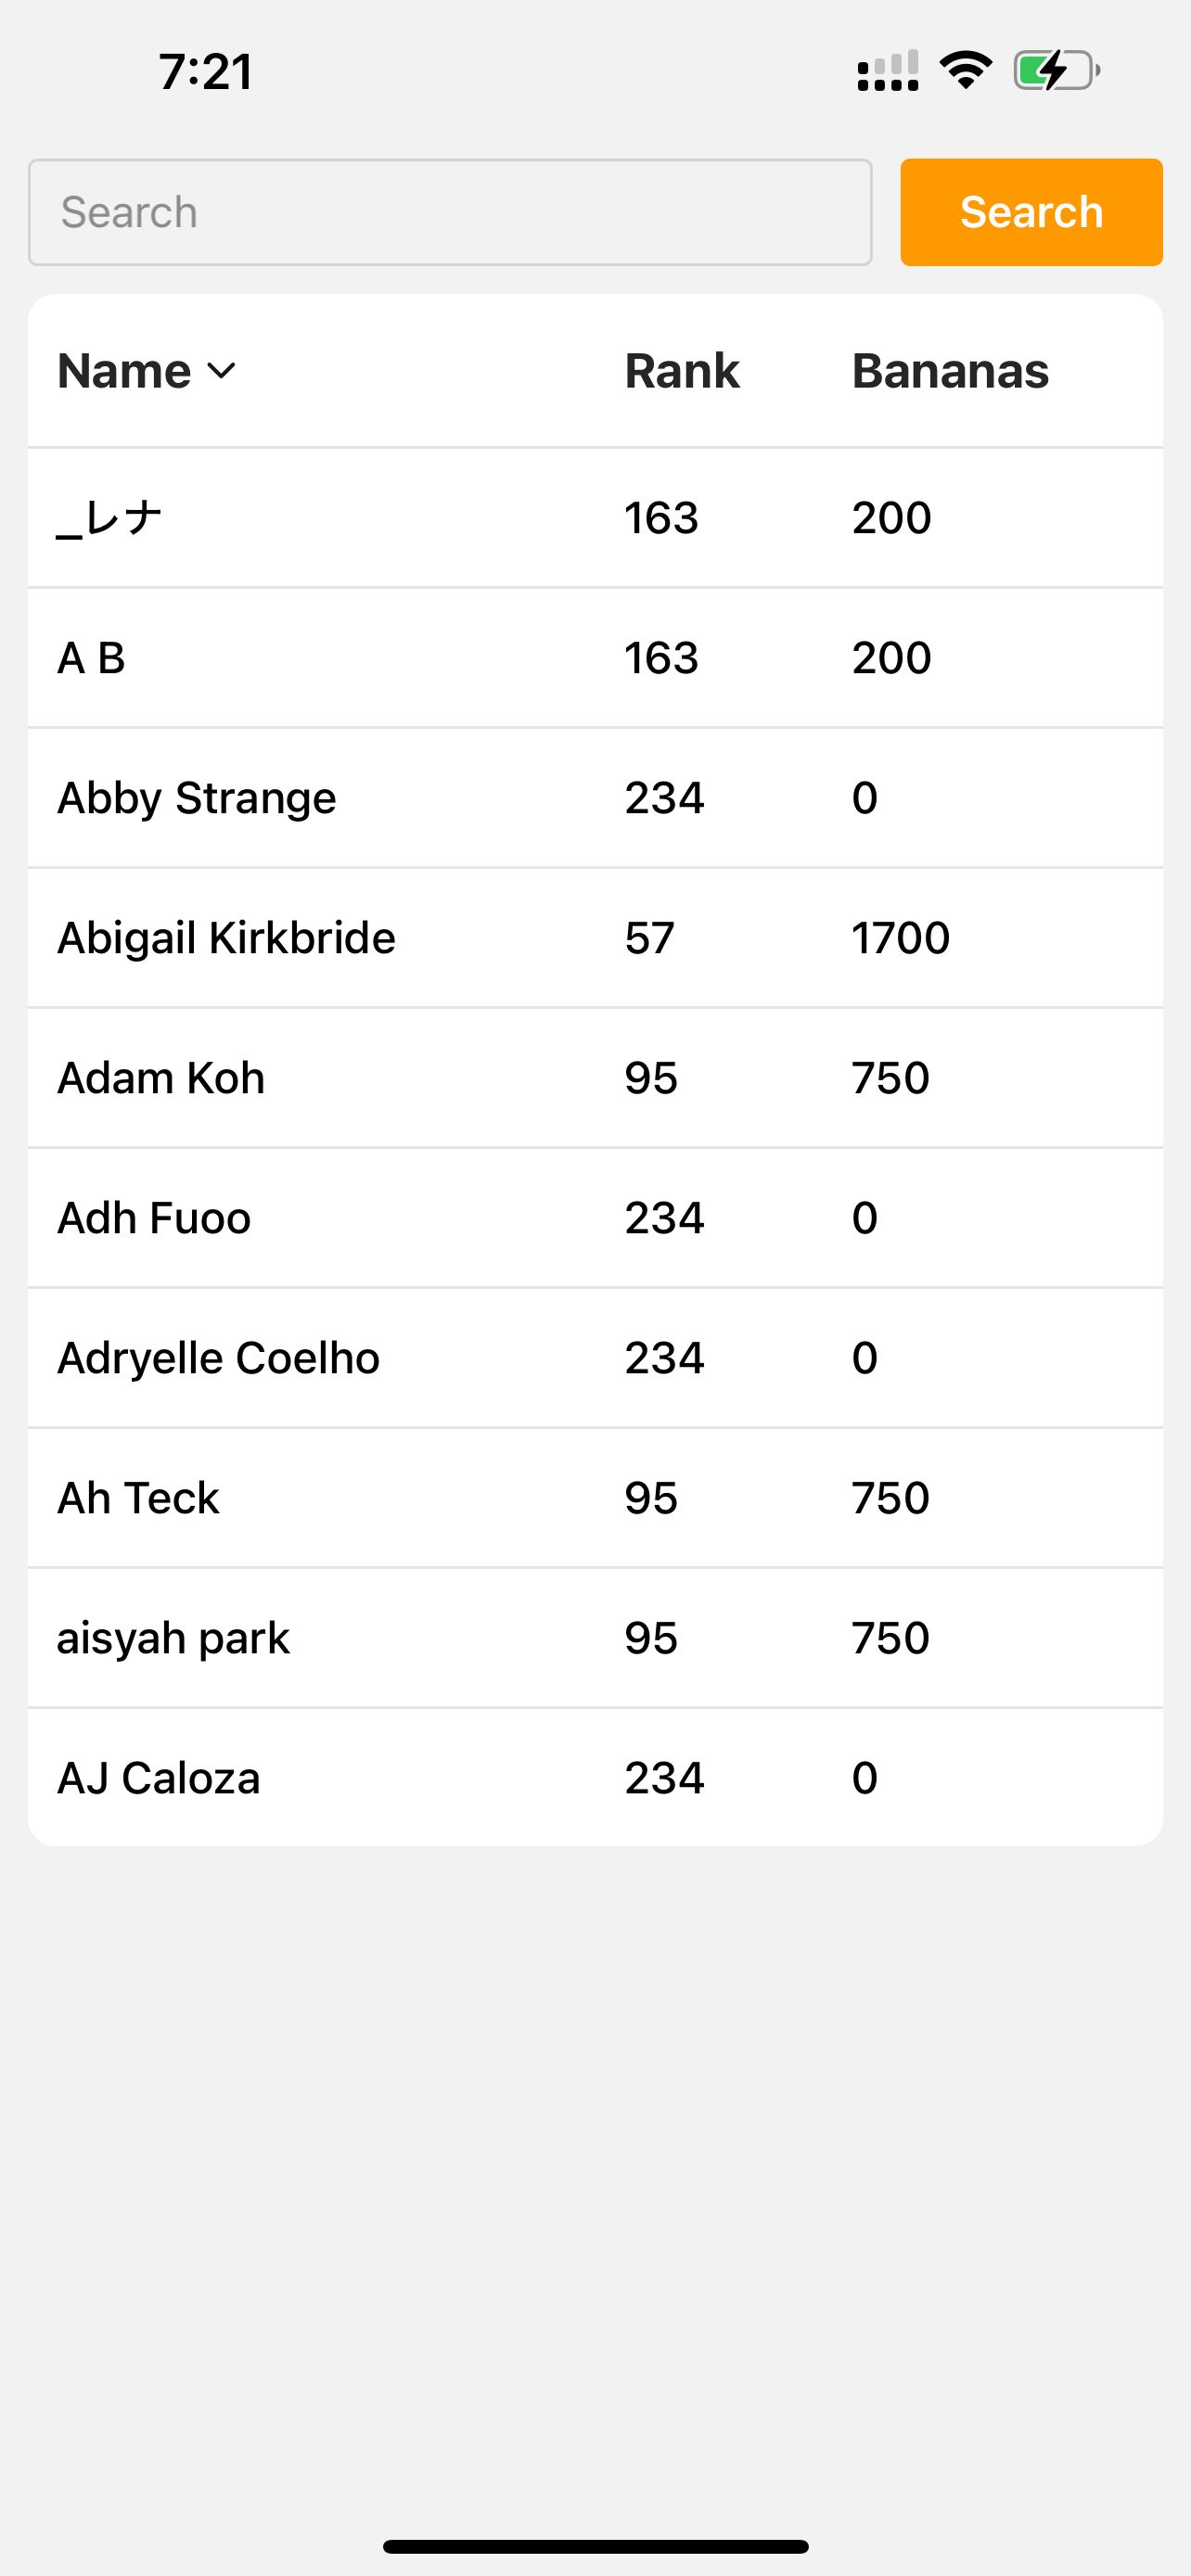 7:21
Search Search
Name Rank Bananas
_レナ 163 200
A B 163 200
Abby Strange 234 0
Abigail Kirkbride 57 1700
Adam Koh 95 750
Adh Fuoo 234 0
Adryelle Coelho 234 0
Ah Teck 95 750
aisyah park 95 750
AJ Caloza 234 0